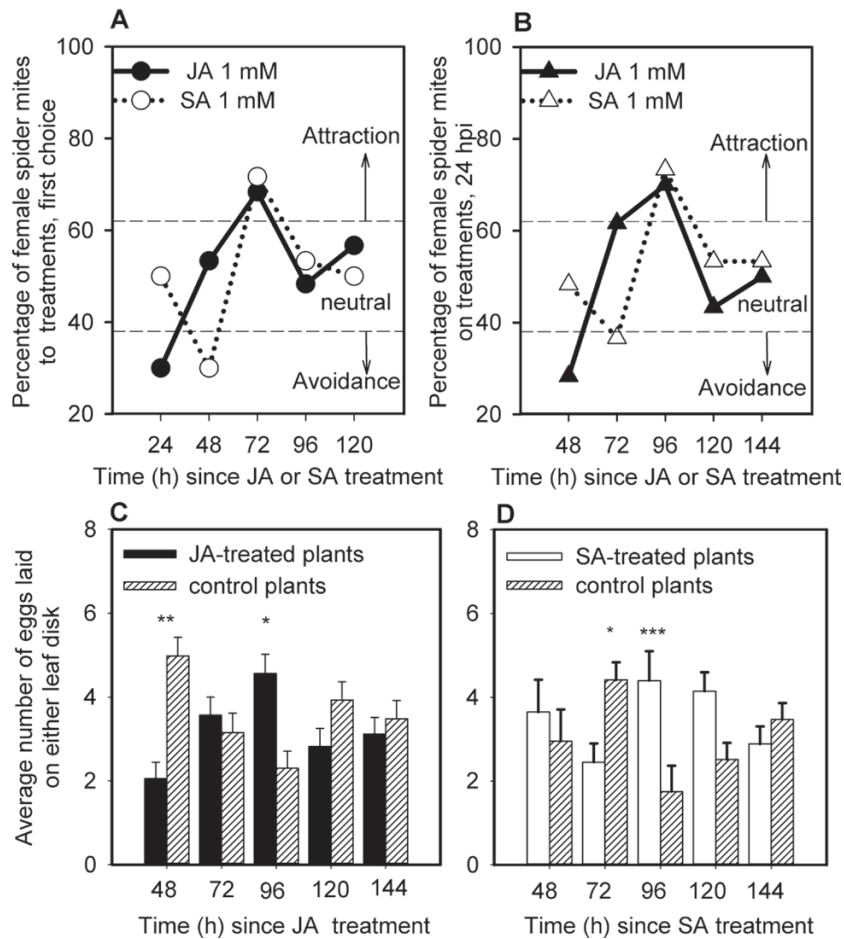 A
Percentage of female spider mites
to treatments, first choice
100
80
60
40
20
JA 1 mM
SA 1 mM
Attraction
neutral
Avoidance
24 48 72 96 120
Time (h) since JA or SA treatment
B
Percentage of female spider mites
on treatments, 24 hpi
100
80
60
40
20
JA 1 mM
SA 1 mM
Attraction
neutral
Avoidance
48 72 96 120 144
Time (h) since JA or SA treatment
C
Average number of eggs laid
on either leaf disk
8
6
4
2
0
JA-treated plants
control plants
** *
48 72 96 120 144
Time (h) since JA treatment
D
8
6
4
2
0
SA-treated plants
control plants
* ***
48 72 96 120 144
Time (h) since SA treatment